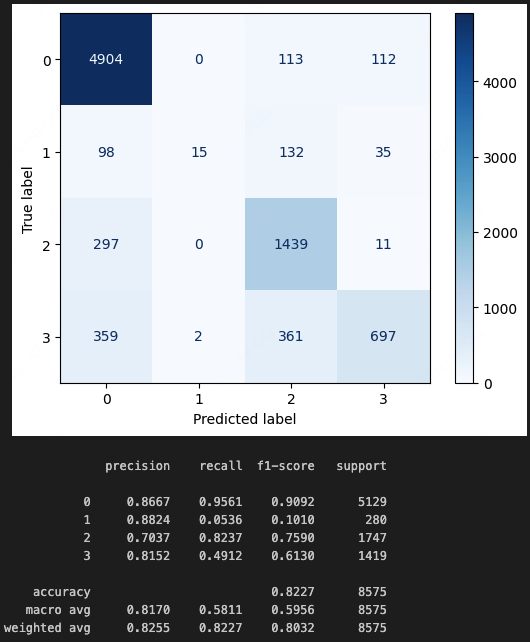 0 4904 0 113 112
4000
1 98 15 132 35
3000
True label
2 297 0 1439 11
2000
1000
3 359 2 361 697
0
0 1 2 3
Predicted label
precision recall f1-score support
0 0.8667 0.9561 0.9092 5129
1 0.8824 0.0536 0.1010 280
2 0.7037 0.8237 0.7590 1747
3 0.8152 0.4912 0.6130 1419
accuracy 0.8227 8575
macro avg 0.8170 0.5811 0.5956 8575
weighted avg 0.8255 0.8227 0.8032 8575